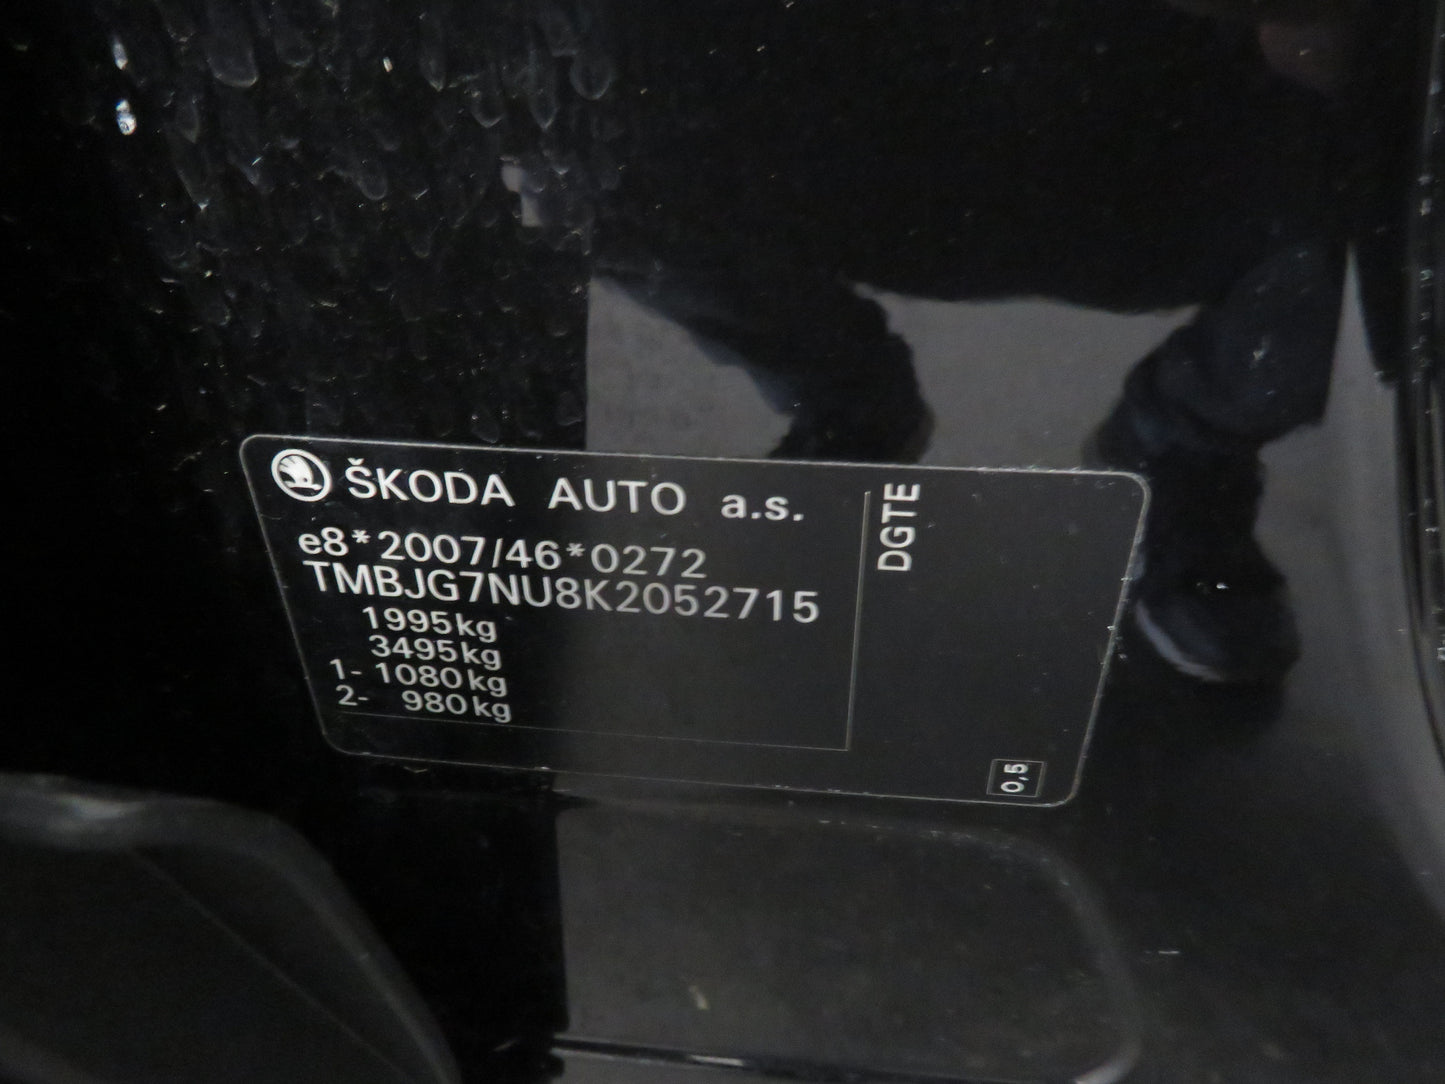 ŠKODA AUTO a.s.
e8*2007/46*0272
TMBJG7NU8K2052715
1995kg
3495kg
1- 1080kg
2- 980kg
DGTE
0,5